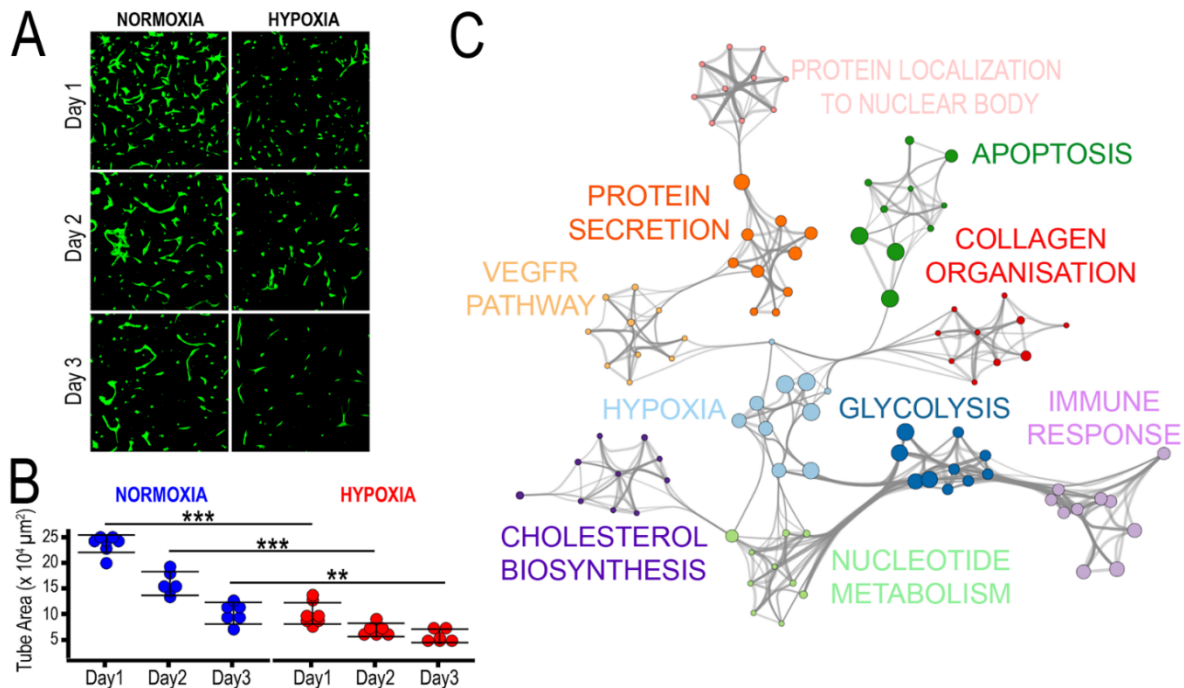 A
NORMOXIA
HYPOXIA
Day 1
Day 2
Day 3
B
NORMOXIA
HYPOXIA
***
***
**
Tube Area (x 10⁴ µm²)
25
20
15
10
5
Day1
Day2
Day3
Day1
Day2
Day3
C
PROTEIN LOCALIZATION
TO NUCLEAR BODY
APOPTOSIS
PROTEIN
SECRETION
COLLAGEN
ORGANISATION
VEGFR
PATHWAY
HYPOXIA
GLYCOLYSIS
IMMUNE
RESPONSE
CHOLESTEROL
BIOSYNTHESIS
NUCLEOTIDE
METABOLISM